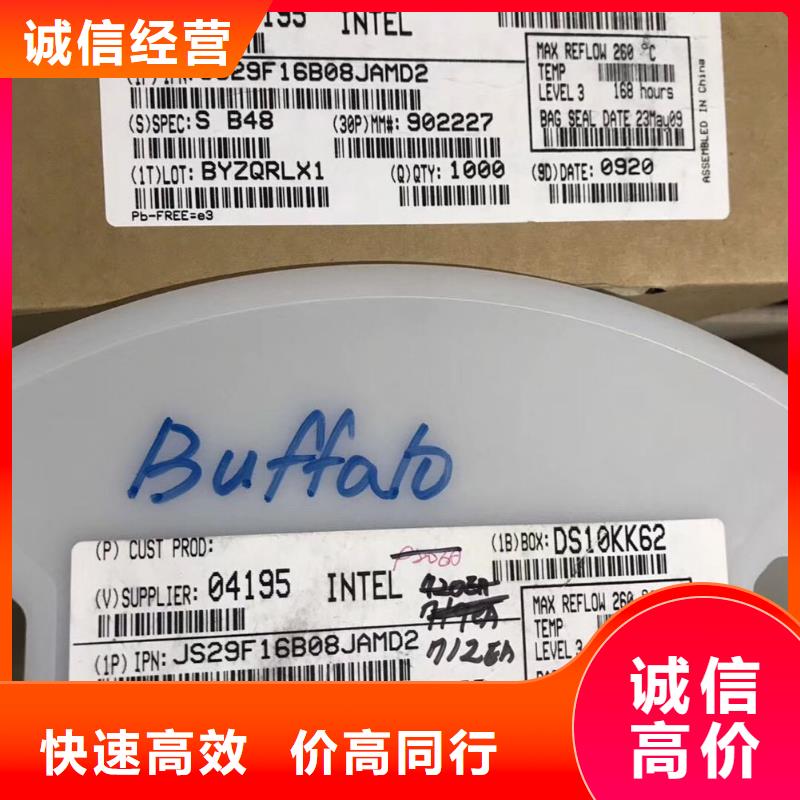 诚信经营
195 INTEL
(1P) IPN: JS29F16B08JAMD2
(S)SPEC: S B48
(30P)MM#: 902227
(1T)LOT: BYZQRLX1
(Q)QTY: 1000
(9D)DATE: 0920
Pb-FREE=e3
MAX REFLOW 260 °C
TEMP
LEVEL 3 168 hours
BAG SEAL DATE 23May09
ASSEMBLED IN China
Buffalo
(P) CUST PROD:
(1B)BOX: DS10KK62
(V)SUPPLIER: 04195 INTEL
(1P) IPN: JS29F16B08JAMD2
712EA
MAX REFLOW 260
TEMP
LEVEL 3
快速高效 价高同行
诚信
高价